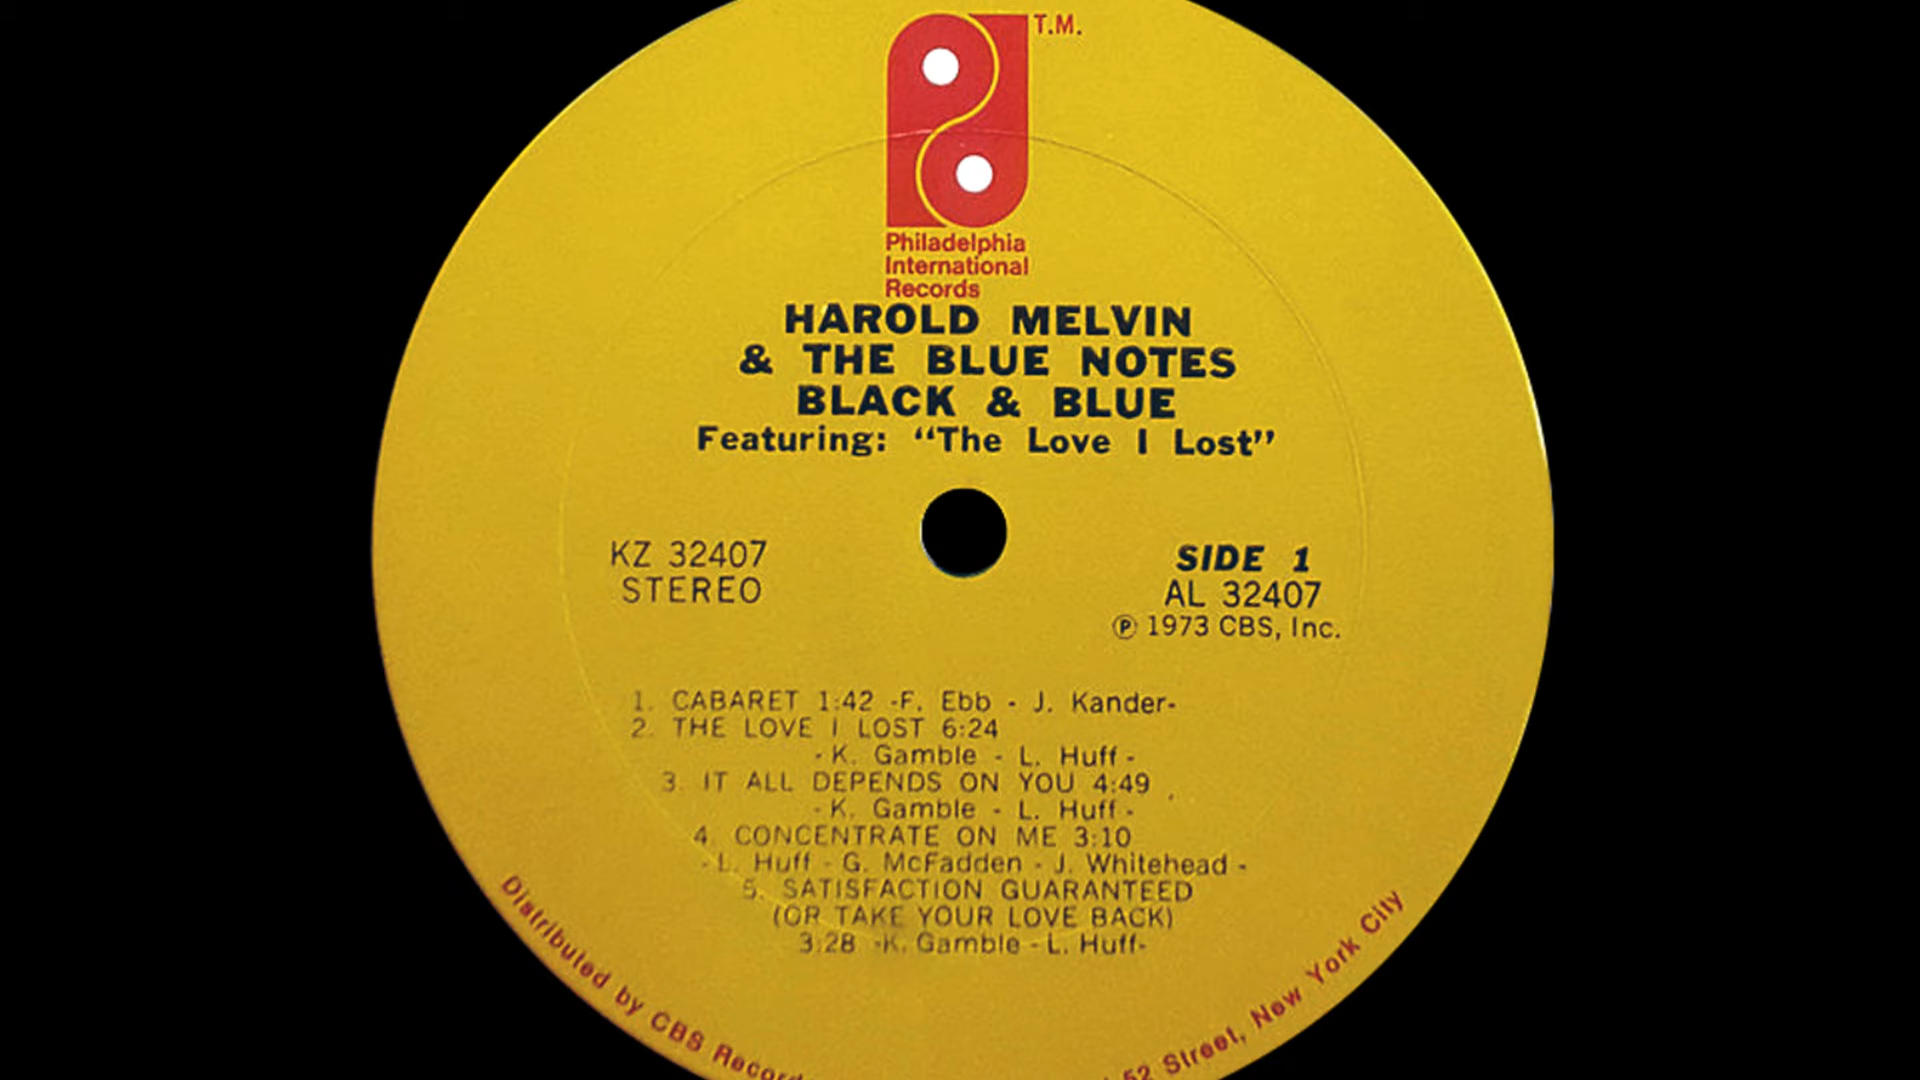 T.M.
Philadelphia
International
Records
HAROLD MELVIN
& THE BLUE NOTES
BLACK & BLUE
Featuring: “The Love I Lost”
KZ 32407
STEREO
SIDE 1
AL 32407
Ⓟ 1973 CBS, Inc.
1. CABARET 1:42 -F. Ebb - J. Kander-
2. THE LOVE I LOST 6:24
- K. Gamble - L. Huff -
3. IT ALL DEPENDS ON YOU 4:49
- K. Gamble - L. Huff -
4. CONCENTRATE ON ME 3:10
- L. Huff - G. McFadden - J. Whitehead -
5. SATISFACTION GUARANTEED
(OR TAKE YOUR LOVE BACK)
3:28 -K. Gamble - L. Huff-
Distributed by CBS Record
52 Street, New York City